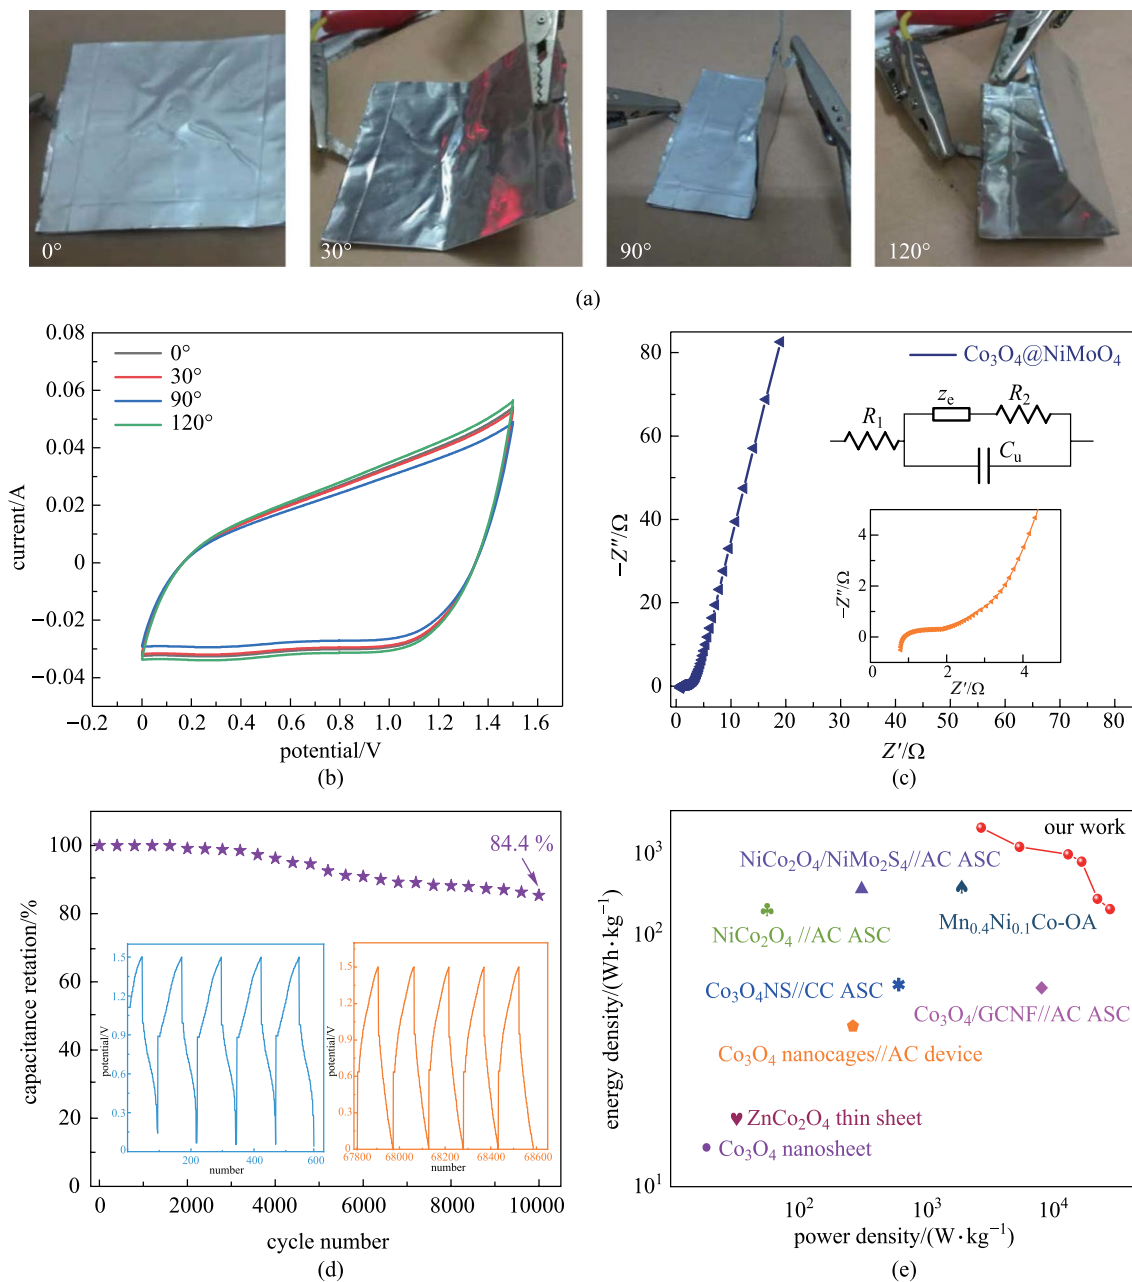 0°
30°
90°
120°
(a)
0.08
0.06
0.04
0.02
0
−0.02
−0.04
−0.2
0
0.2
0.4
0.6
0.8
1.0
1.2
1.4
1.6
current/A
potential/V
0°
30°
90°
120°
(b)
80
60
40
20
0
0
10
20
30
40
50
60
70
80
−Z″/Ω
Z′/Ω
Co₃O₄@NiMoO₄
R₁
zₑ
R₂
Cᵤ
4
2
0
0
2
4
−Z″/Ω
Z′/Ω
(c)
100
80
60
40
20
0
0
2000
4000
6000
8000
10000
capacitance retation/%
cycle number
84.4 %
1.5
1.2
0.9
0.6
0.3
0
200
400
600
potential/V
number
1.5
1.2
0.9
0.6
0.3
0
67800
68000
68200
68400
68600
potential/V
number
(d)
10³
10²
10¹
10²
10³
10⁴
energy density/(Wh·kg⁻¹)
power density/(W·kg⁻¹)
our work
NiCo₂O₄/NiMo₂S₄//AC ASC
Mn₀.₄Ni₀.₁Co-OA
NiCo₂O₄ //AC ASC
Co₃O₄NS//CC ASC
Co₃O₄/GCNF//AC ASC
Co₃O₄ nanocages//AC device
ZnCo₂O₄ thin sheet
Co₃O₄ nanosheet
(e)